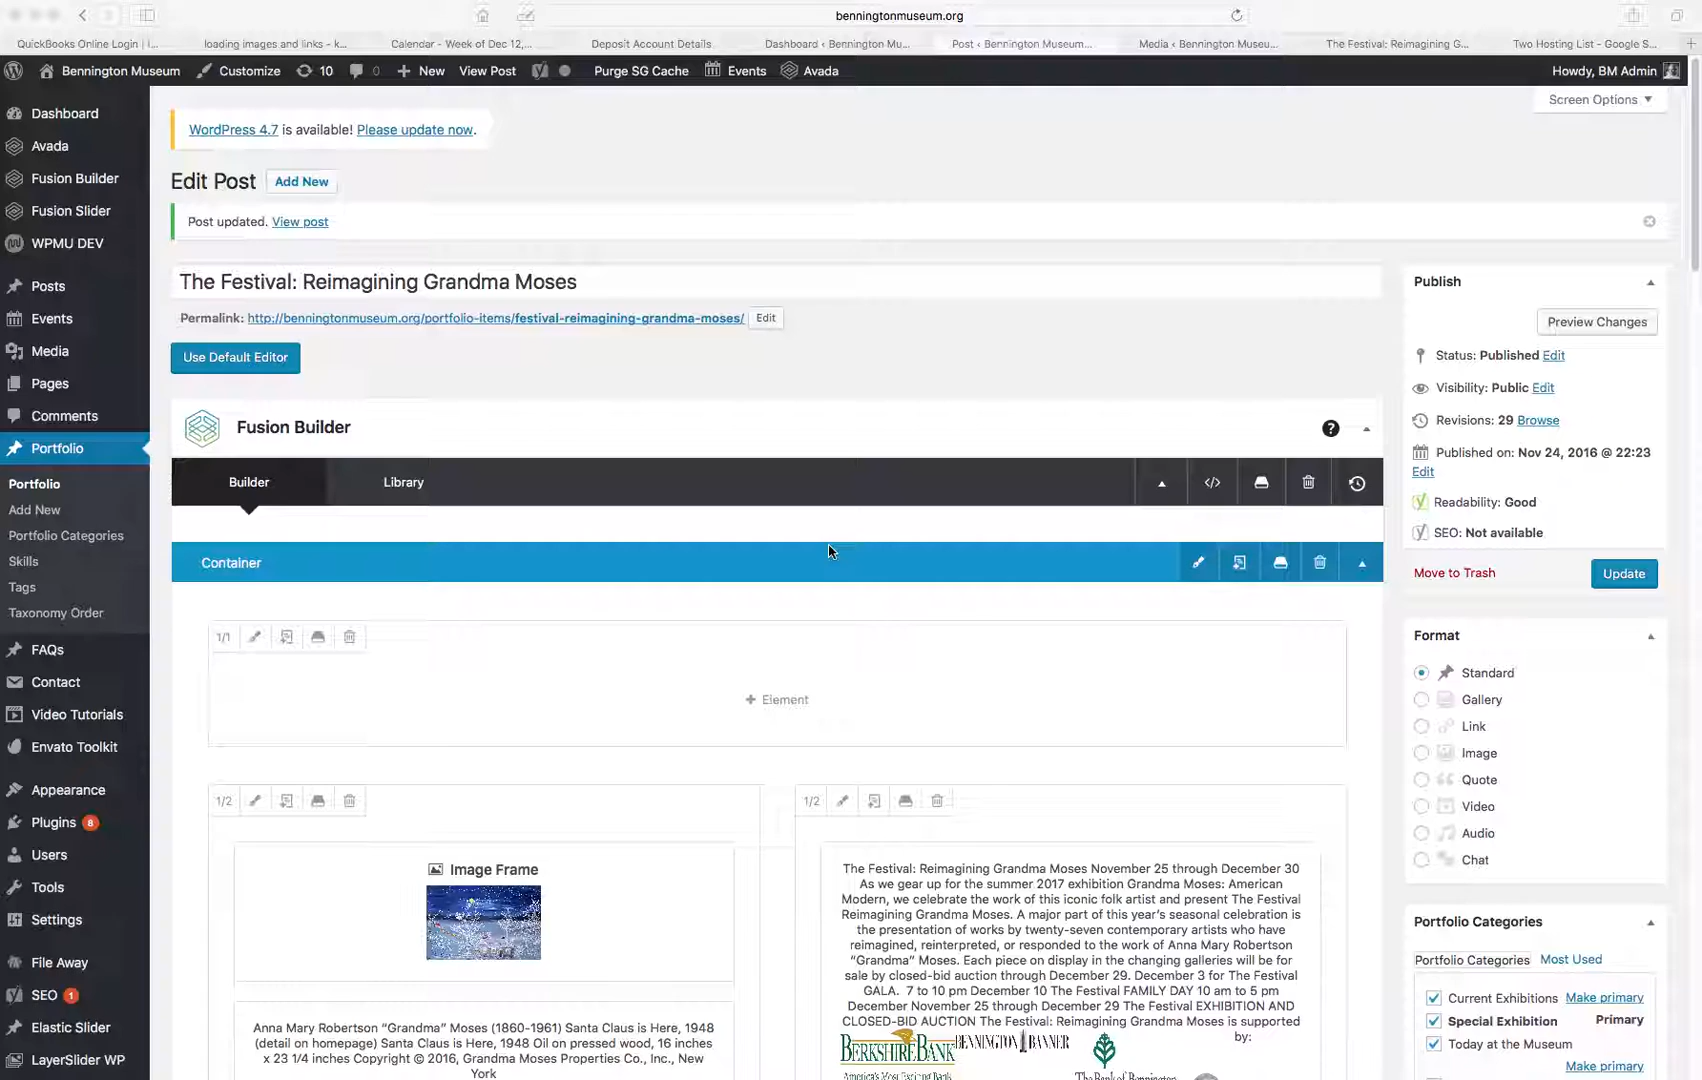 benningtonmuseum.org
QuickBooks Online Login | I... loading images and links - k... Calendar - Week of Dec 12,... Deposit Account Details Dashboard ‹ Bennington Mu... Post ‹ Bennington Museum... Media ‹ Bennington Museu... The Festival: Reimagining G... Two Hosting List - Google S...
Bennington Museum Customize 10 0 New View Post Purge SG Cache Events Avada Howdy, BM Admin
Screen Options
Dashboard
Avada
Fusion Builder
Fusion Slider
WPMU DEV
Posts
Events
Media
Pages
Comments
Portfolio
Portfolio
Add New
Portfolio Categories
Skills
Tags
Taxonomy Order
FAQs
Contact
Video Tutorials
Envato Toolkit
Appearance
Plugins 8
Users
Tools
Settings
File Away
SEO 1
Elastic Slider
LayerSlider WP
WordPress 4.7 is available! Please update now.
Edit Post Add New
Post updated. View post
The Festival: Reimagining Grandma Moses
Permalink: http://benningtonmuseum.org/portfolio-items/festival-reimagining-grandma-moses/ Edit
Use Default Editor
Fusion Builder ?
Builder Library </>
Container
1/1
+ Element
1/2
Image Frame
Anna Mary Robertson “Grandma” Moses (1860-1961) Santa Claus is Here, 1948
(detail on homepage) Santa Claus is Here, 1948 Oil on pressed wood, 16 inches
x 23 1/4 inches Copyright © 2016, Grandma Moses Properties Co., Inc., New
York
1/2
The Festival: Reimagining Grandma Moses November 25 through December 30
As we gear up for the summer 2017 exhibition Grandma Moses: American
Modern, we celebrate the work of this iconic folk artist and present The Festival
Reimagining Grandma Moses. A major part of this year’s seasonal celebration is
the presentation of works by twenty-seven contemporary artists who have
reimagined, reinterpreted, or responded to the work of Anna Mary Robertson
“Grandma” Moses. Each piece on display in the changing galleries will be for
sale by closed-bid auction through December 29. December 3 for The Festival
GALA. 7 to 10 pm December 10 The Festival FAMILY DAY 10 am to 5 pm
December November 25 through December 29 The Festival EXHIBITION AND
CLOSED-BID AUCTION The Festival: Reimagining Grandma Moses is supported
by:
BERKSHIRE BANK BENNINGTON BANNER
America's Most Exciting Bank The Bank of Bennington
Publish
Preview Changes
Status: Published Edit
Visibility: Public Edit
Revisions: 29 Browse
Published on: Nov 24, 2016 @ 22:23
Edit
Readability: Good
SEO: Not available
Move to Trash Update
Format
Standard
Gallery
Link
Image
Quote
Video
Audio
Chat
Portfolio Categories
Portfolio Categories Most Used
Current Exhibitions Make primary
Special Exhibition Primary
Today at the Museum
Make primary